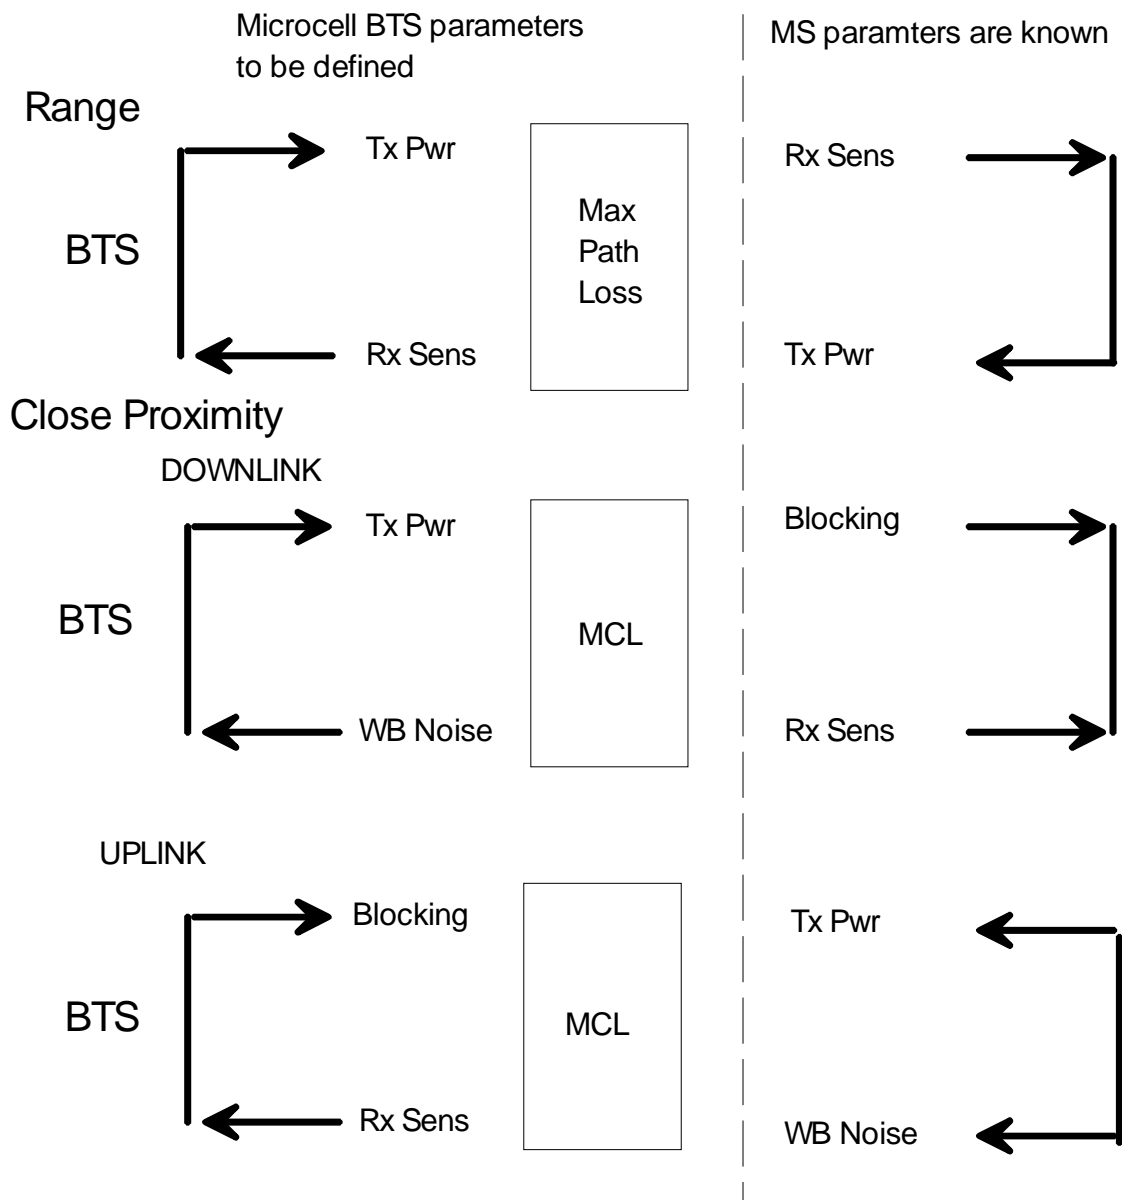 Microcell BTS parameters
to be defined
MS paramters are known
Range
Tx Pwr
Rx Sens
BTS
Max
Path
Loss
Rx Sens
Tx Pwr
Close Proximity
DOWNLINK
Tx Pwr
Blocking
BTS
MCL
WB Noise
Rx Sens
UPLINK
Blocking
Tx Pwr
BTS
MCL
Rx Sens
WB Noise